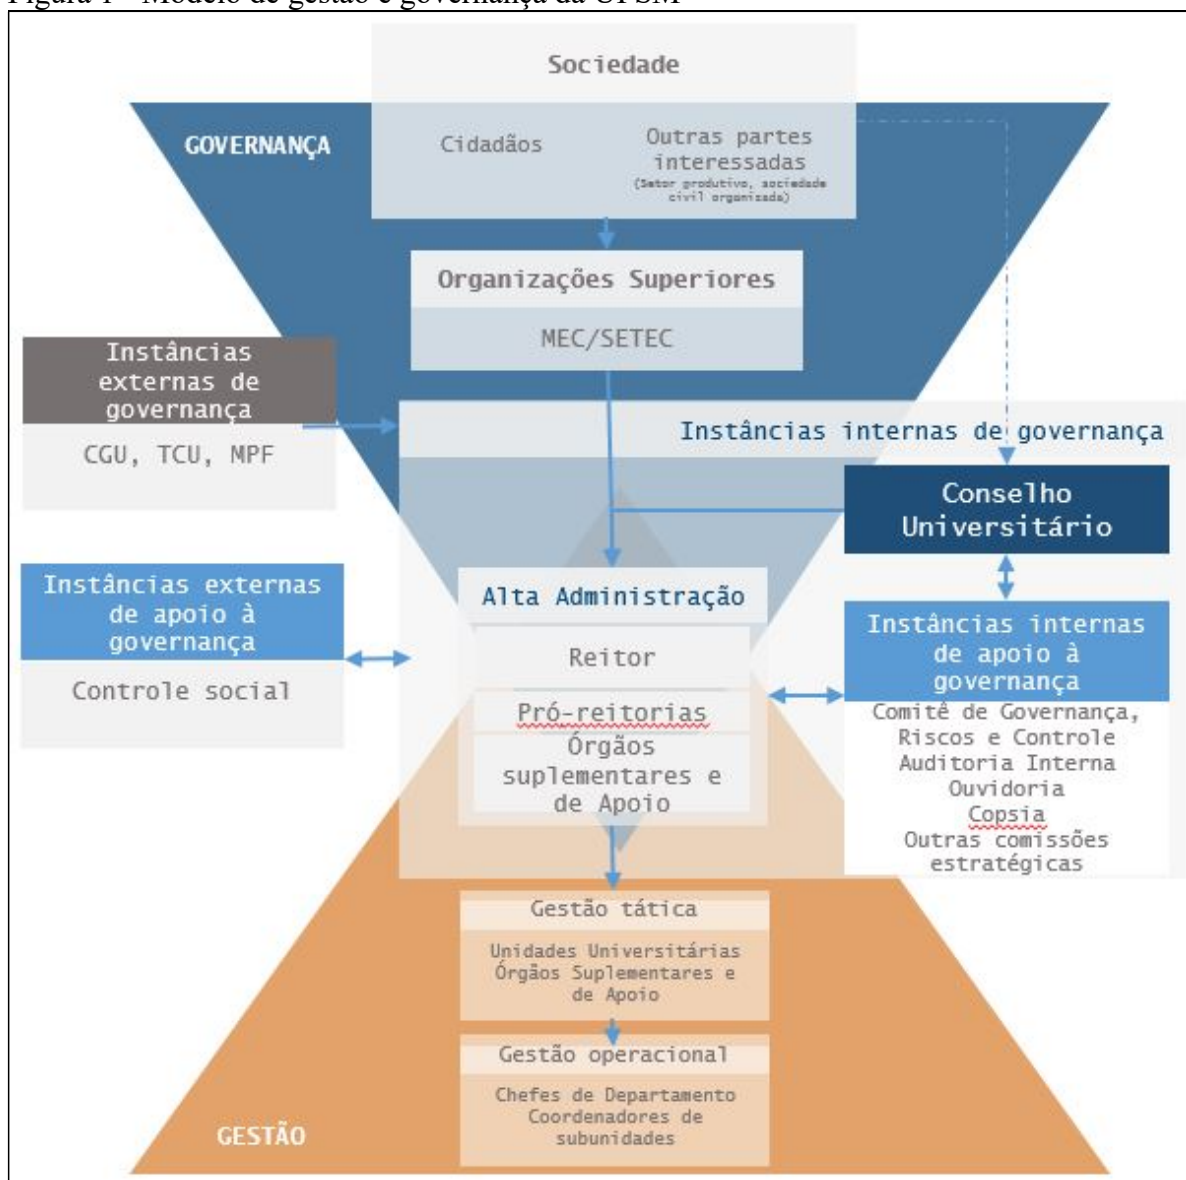 Figura 1 - Modelo de gestão e governança da UFSM
Sociedade
GOVERNANÇA
Cidadãos
Outras partes
interessadas
(Setor produtivo, sociedade
civil organizada)
Organizações Superiores
MEC/SETEC
Instâncias
externas de
governança
CGU, TCU, MPF
Instâncias internas de governança
Conselho
Universitário
Instâncias externas
de apoio à
governança
Controle social
Alta Administração
Reitor
Pró-reitorias
Órgãos
suplementares e
de Apoio
Instâncias internas
de apoio à
governança
Comitê de Governança,
Riscos e Controle
Auditoria Interna
Ouvidoria
Copsia
Outras comissões
estratégicas
Gestão tática
Unidades Universitárias
Órgãos Suplementares e
de Apoio
Gestão operacional
Chefes de Departamento
Coordenadores de
subunidades
GESTÃO